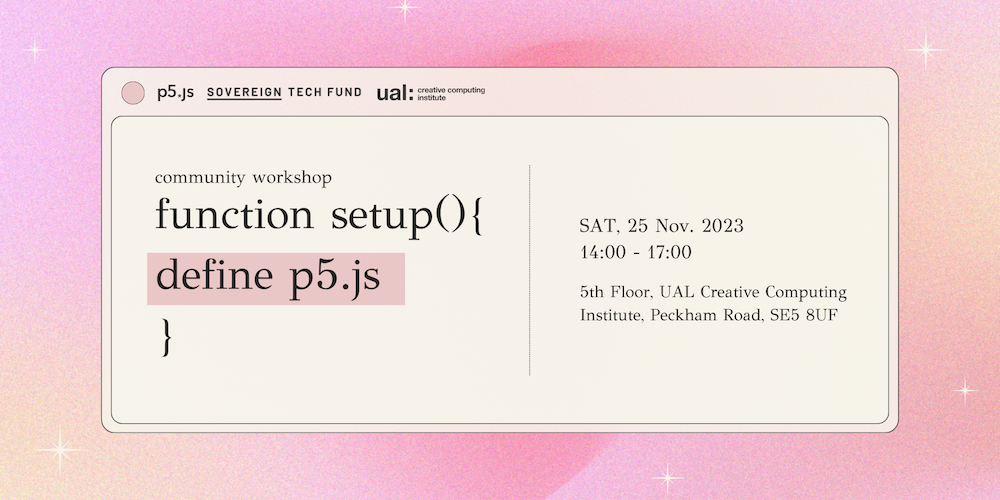 p5.js SOVEREIGN TECH FUND ual: creative computing
institute
community workshop
function setup(){
define p5.js
}
SAT, 25 Nov. 2023
14:00 - 17:00
5th Floor, UAL Creative Computing
Institute, Peckham Road, SE5 8UF